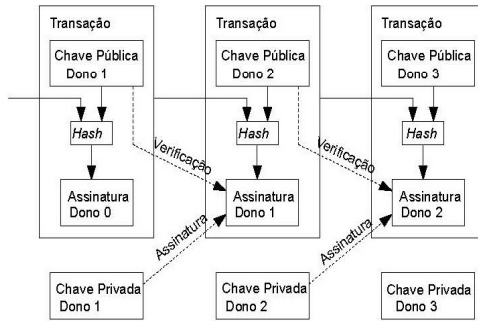 Transação
Transação
Transação
Chave Pública
Dono 1
Chave Pública
Dono 2
Chave Pública
Dono 3
Hash
Hash
Hash
Verificação
Verificação
Assinatura
Dono 0
Assinatura
Dono 1
Assinatura
Dono 2
Assinatura
Assinatura
Chave Privada
Dono 1
Chave Privada
Dono 2
Chave Privada
Dono 3